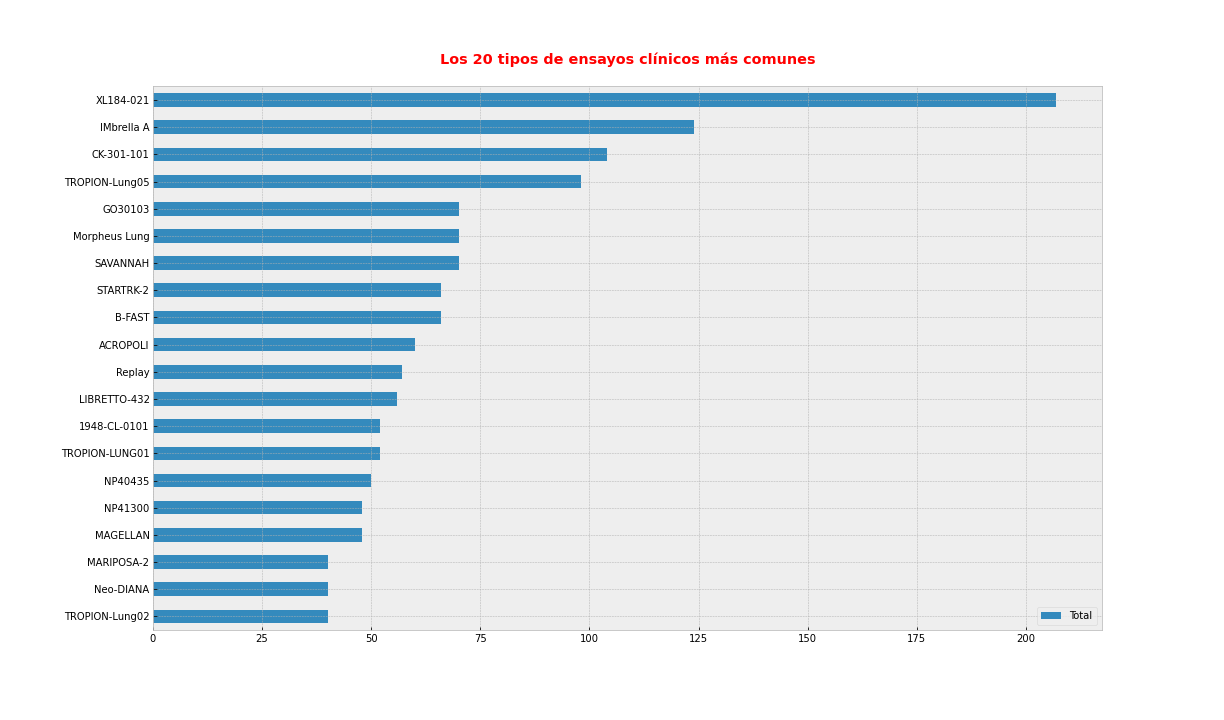 Los 20 tipos de ensayos clínicos más comunes
XL184-021
IMbrella A
CK-301-101
TROPION-Lung05
GO30103
Morpheus Lung
SAVANNAH
STARTRK-2
B-FAST
ACROPOLI
Replay
LIBRETTO-432
1948-CL-0101
TROPION-LUNG01
NP40435
NP41300
MAGELLAN
MARIPOSA-2
Neo-DIANA
TROPION-Lung02
Total
0 25 50 75 100 125 150 175 200